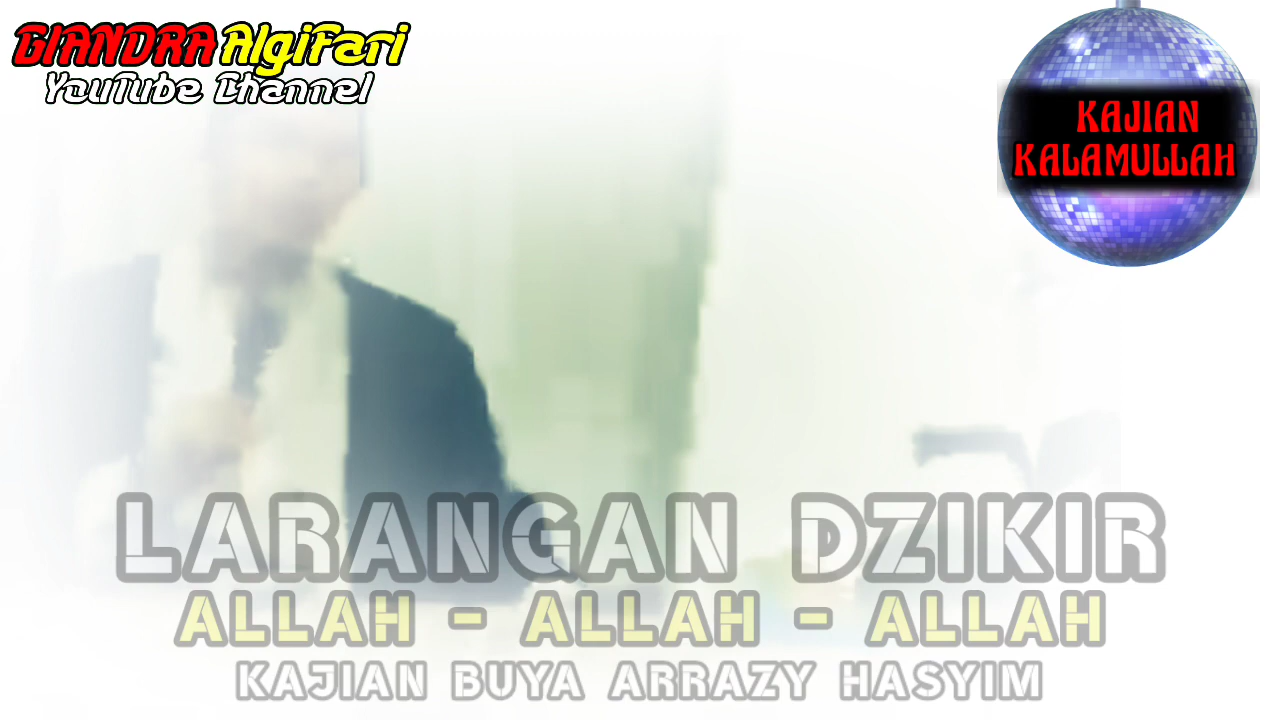 GIANDRA AlgiFari
YouTube Channel
KAJIAN
KALAMULLAH
LARANGAN DZIKIR
ALLAH - ALLAH - ALLAH
KAJIAN BUYA ARRAZY HASYIM